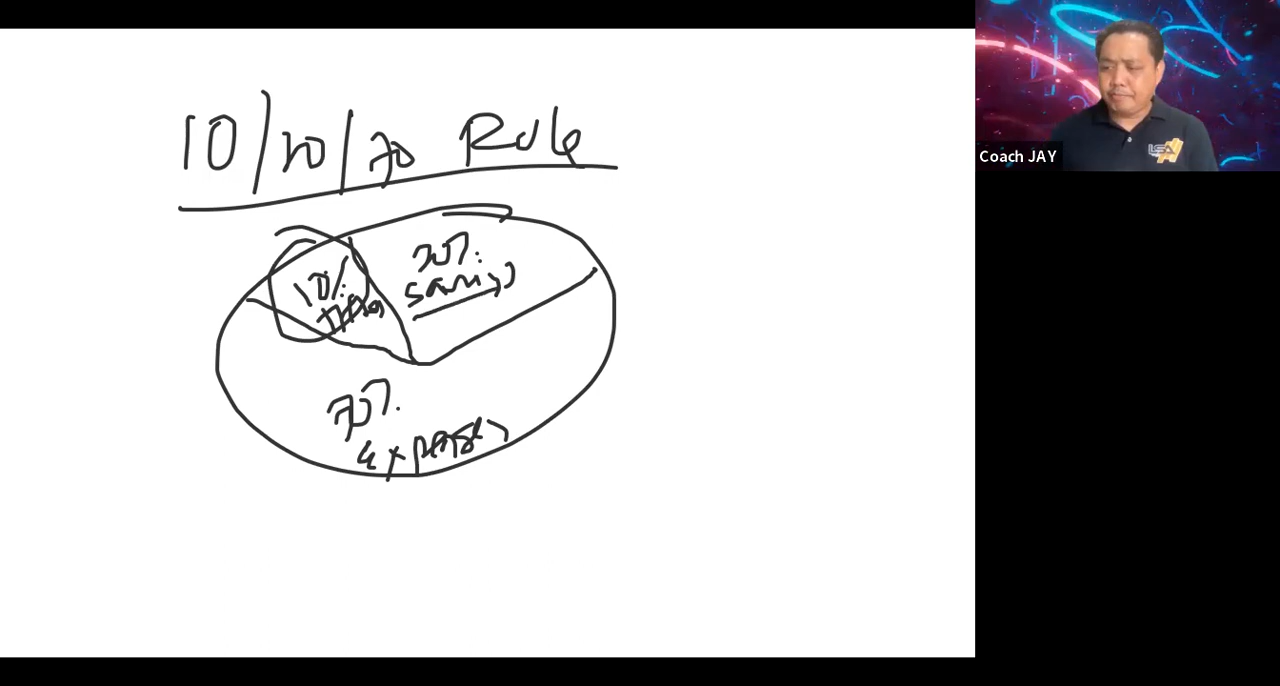 10/20/70 Rule
10%
20%:
savings
70%.
expenses
Coach JAY